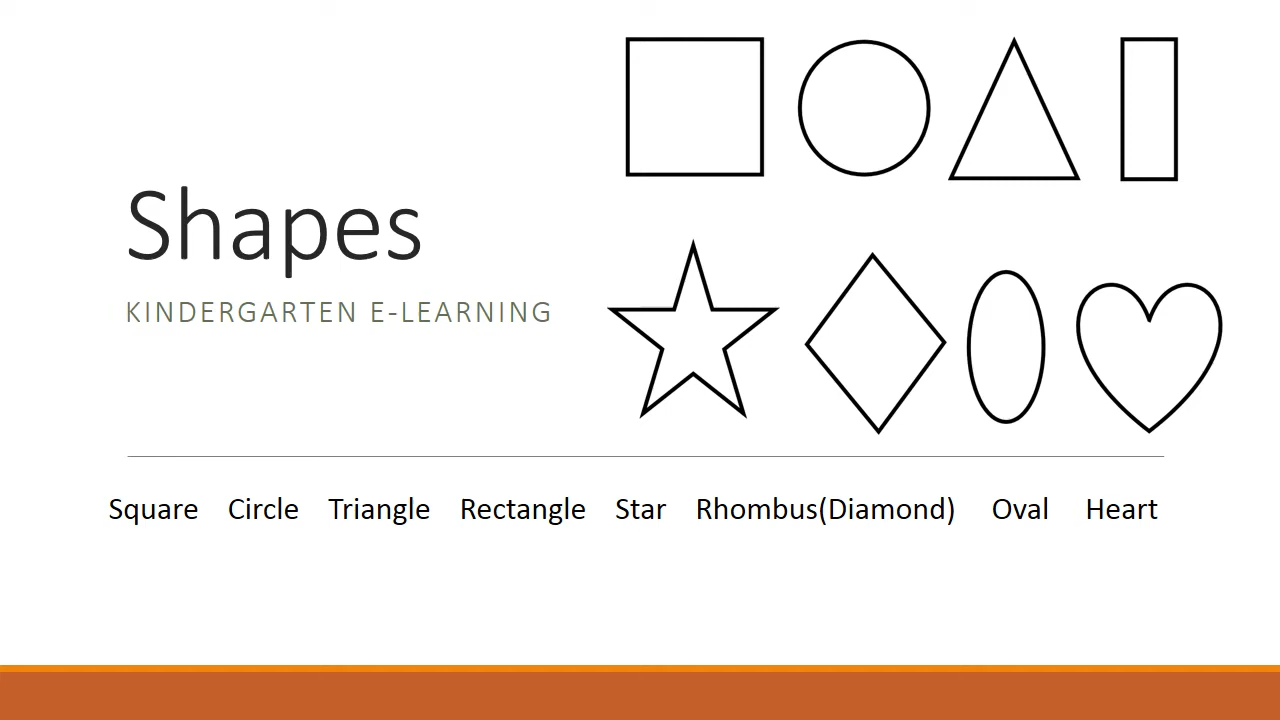 Shapes
KINDERGARTEN E-LEARNING
Square Circle Triangle Rectangle Star Rhombus(Diamond) Oval Heart